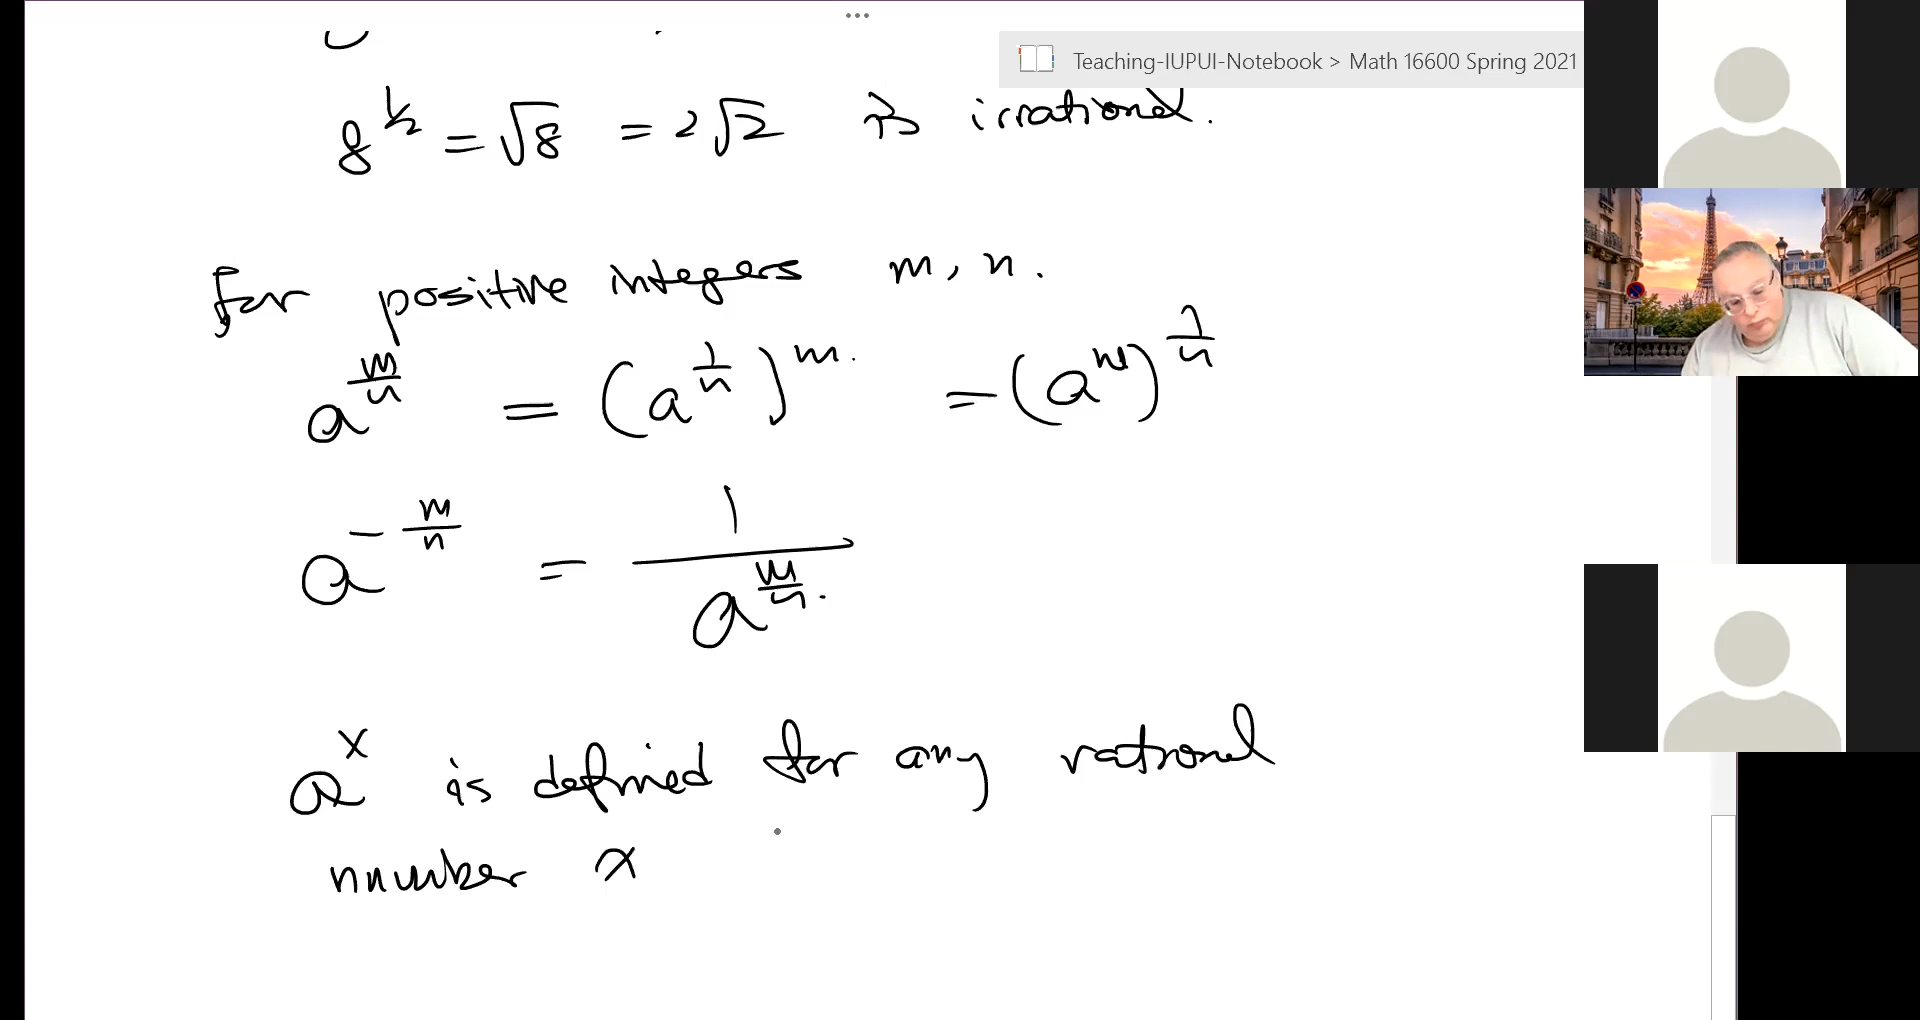 Teaching-IUPUI-Notebook > Math 16600 Spring 2021
8^{1/2} = √8 = 2√2 is irrational.
for positive integers m, n.
a^{m/n} = (a^{1/n})^m. = (a^m)^{1/n}
a^{-m/n} = 1/a^{m/n}.
a^x is defined for any rational
number x